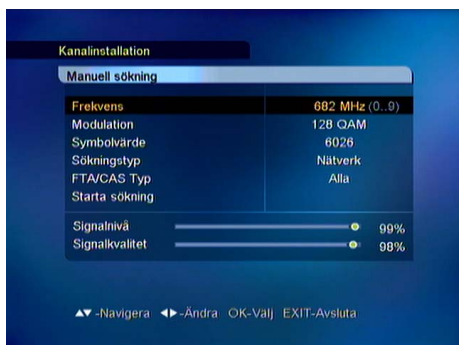 Kanalinstallation
Manuell sökning
Frekvens 682 MHz (0..9)
Modulation 128 QAM
Symbolvärde 6026
Sökningstyp Nätverk
FTA/CAS Typ Alla
Starta sökning
Signalnivå 99%
Signalkvalitet 98%
▲▼ -Navigera ◀▶ -Ändra OK-Välj EXIT-Avsluta